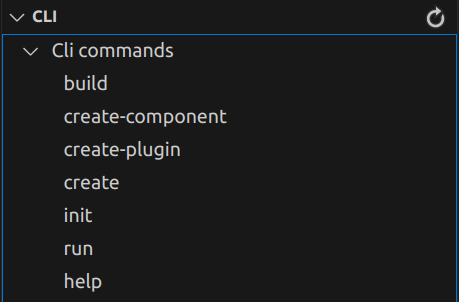 CLI
Cli commands
build
create-component
create-plugin
create
init
run
help